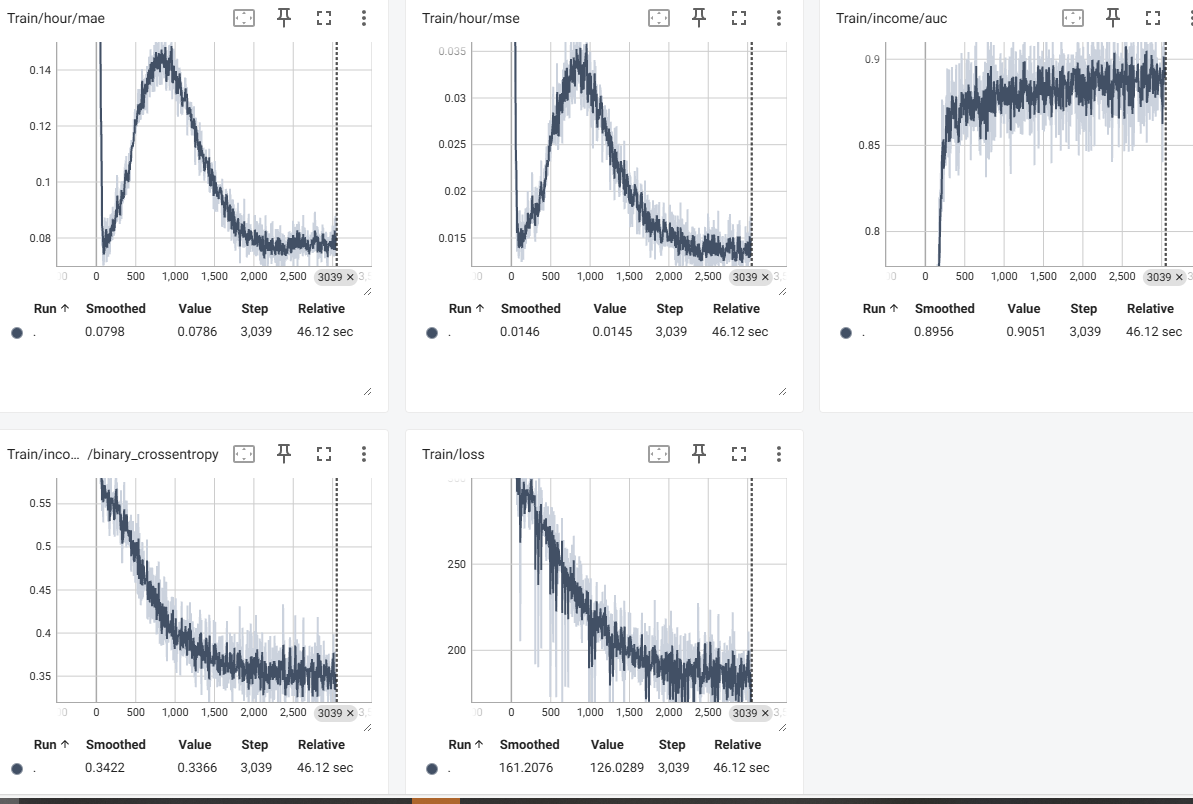 Train/hour/mae
0.14
0.12
0.1
0.08
0 500 1,000 1,500 2,000 2,500 3039 ×
Run ↑ Smoothed Value Step Relative
. 0.0798 0.0786 3,039 46.12 sec
Train/hour/mse
0.035
0.03
0.025
0.02
0.015
0 500 1,000 1,500 2,000 2,500 3039 ×
Run ↑ Smoothed Value Step Relative
. 0.0146 0.0145 3,039 46.12 sec
Train/income/auc
0.9
0.85
0.8
0 500 1,000 1,500 2,000 2,500 3039 ×
Run ↑ Smoothed Value Step Relative
. 0.8956 0.9051 3,039 46.12 sec
Train/inco… /binary_crossentropy
0.55
0.5
0.45
0.4
0.35
0 500 1,000 1,500 2,000 2,500 3039 ×
Run ↑ Smoothed Value Step Relative
. 0.3422 0.3366 3,039 46.12 sec
Train/loss
250
200
0 500 1,000 1,500 2,000 2,500 3039 ×
Run ↑ Smoothed Value Step Relative
. 161.2076 126.0289 3,039 46.12 sec